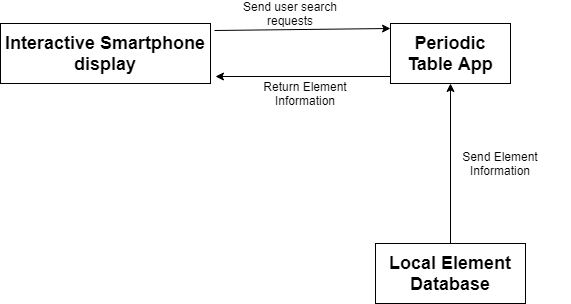 Send user search
requests
Interactive Smartphone
display
Periodic
Table App
Return Element
Information
Send Element
Information
Local Element
Database